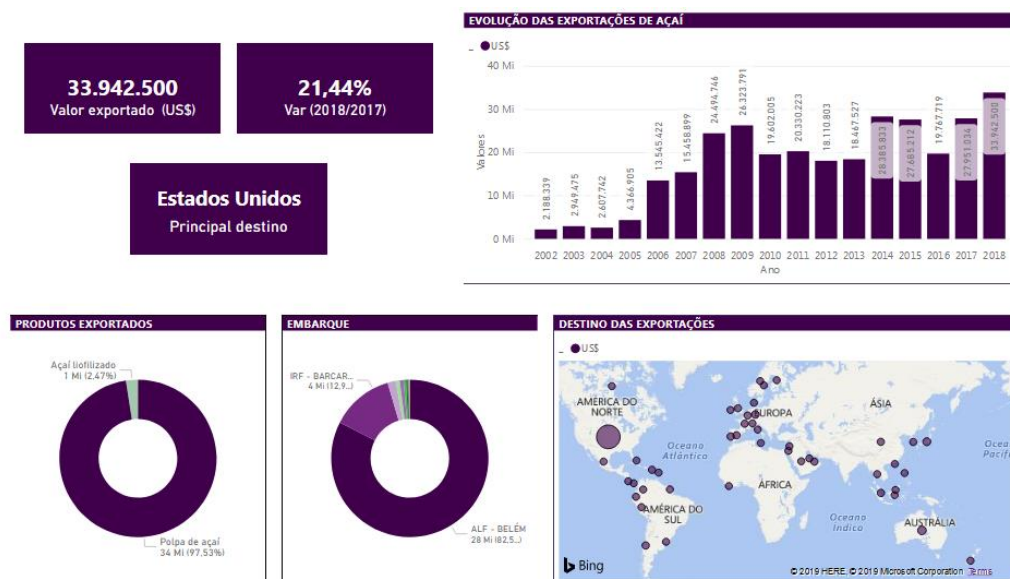 33.942.500
Valor exportado (US$)
21,44%
Var (2018/2017)
Estados Unidos
Principal destino
EVOLUÇÃO DAS EXPORTAÇÕES DE AÇAÍ
_ US$
Valores
40 Mi
30 Mi
20 Mi
10 Mi
0 Mi
2.188.339
2.949.475
2.607.742
4.366.905
13.545.422
15.458.899
24.494.746
26.323.791
19.602.005
20.330.223
18.110.803
18.467.527
28.385.833
27.685.212
19.767.719
27.951.034
33.942.500
2002 2003 2004 2005 2006 2007 2008 2009 2010 2011 2012 2013 2014 2015 2016 2017 2018
Ano
PRODUTOS EXPORTADOS
Açaí liofilizado
1 Mi (2,47%)
Polpa de açaí
34 Mi (97,53%)
EMBARQUE
IRF - BARCAR...
4 Mi (12,9...)
ALF - BELÉM
28 Mi (82,5...)
DESTINO DAS EXPORTAÇÕES
_ US$
AMÉRICA DO
NORTE
EUROPA
ÁSIA
Oceano
Atlântico
Ocea
Pacífi
ÁFRICA
AMÉRICA DO
SUL
Oceano
Índico
AUSTRÁLIA
Bing
© 2019 HERE, © 2019 Microsoft Corporation Terms